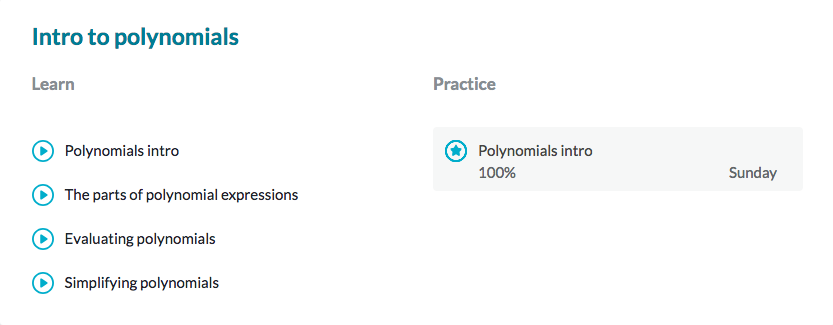 Intro to polynomials
Learn
Polynomials intro
The parts of polynomial expressions
Evaluating polynomials
Simplifying polynomials
Practice
Polynomials intro
100% Sunday